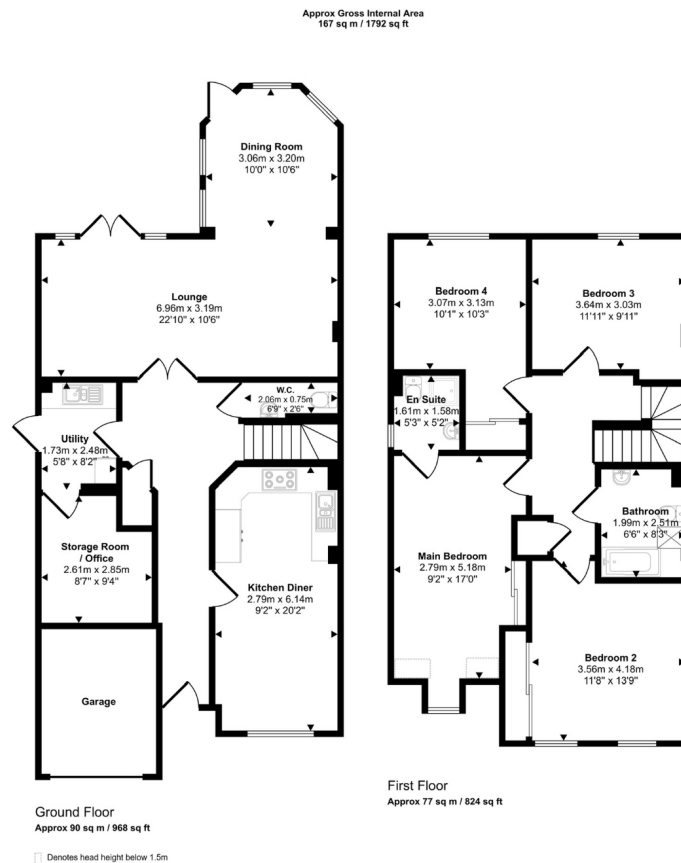 Approx Gross Internal Area
167 sq m / 1792 sq ft
Dining Room
3.06m x 3.20m
10'0" x 10'6"
Lounge
6.96m x 3.19m
22'10" x 10'6"
W.C.
2.06m x 0.75m
6'9" x 2'6"
Utility
1.73m x 2.48m
5'8" x 8'2"
Storage Room
/ Office
2.61m x 2.85m
8'7" x 9'4"
Kitchen Diner
2.79m x 6.14m
9'2" x 20'2"
Garage
Ground Floor
Approx 90 sq m / 968 sq ft
Denotes head height below 1.5m
Bedroom 4
3.07m x 3.13m
10'1" x 10'3"
Bedroom 3
3.64m x 3.03m
11'11" x 9'11"
En Suite
1.61m x 1.58m
5'3" x 5'2"
Bathroom
1.99m x 2.51m
6'6" x 8'3"
Main Bedroom
2.79m x 5.18m
9'2" x 17'0"
Bedroom 2
3.56m x 4.18m
11'8" x 13'9"
First Floor
Approx 77 sq m / 824 sq ft